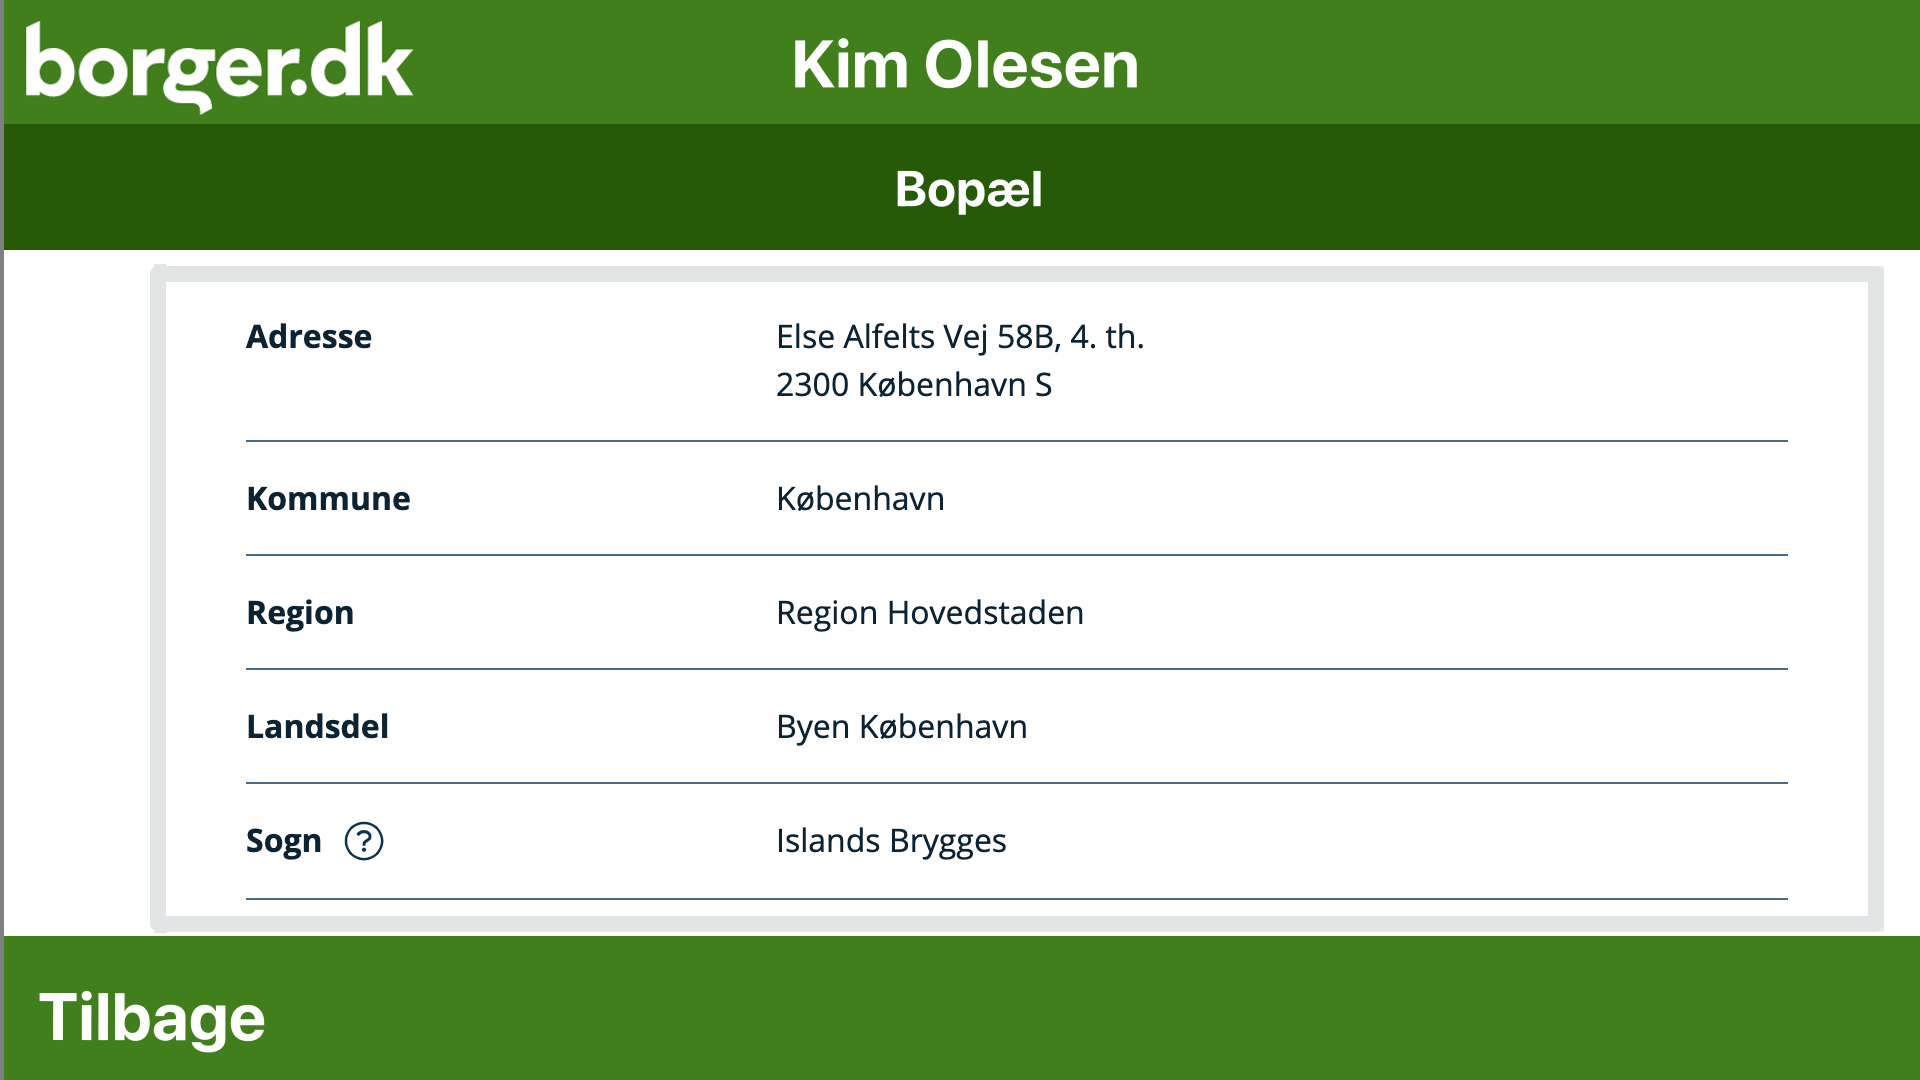 borger.dk
Kim Olesen
Bopæl
Adresse
Else Alfelts Vej 58B, 4. th.
2300 København S
Kommune
København
Region
Region Hovedstaden
Landsdel
Byen København
Sogn ?
Islands Brygges
Tilbage